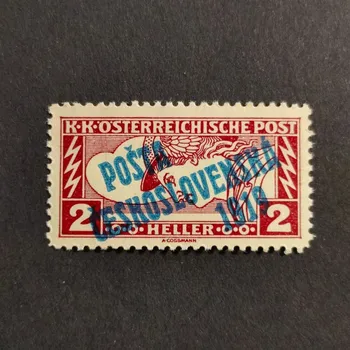 K·K·ÖSTERREICHISCHE POST
POŠTA
ČESKOSLOVENSKÁ
1919
2 HELLER 2
A·COSSMANN